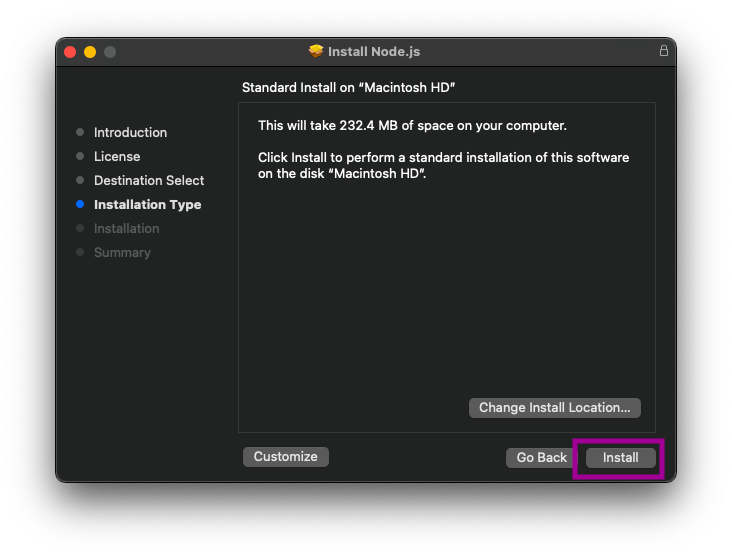 Install Node.js
Standard Install on “Macintosh HD”
Introduction
License
Destination Select
Installation Type
Installation
Summary
This will take 232.4 MB of space on your computer.
Click Install to perform a standard installation of this software
on the disk “Macintosh HD”.
Change Install Location...
Customize
Go Back
Install